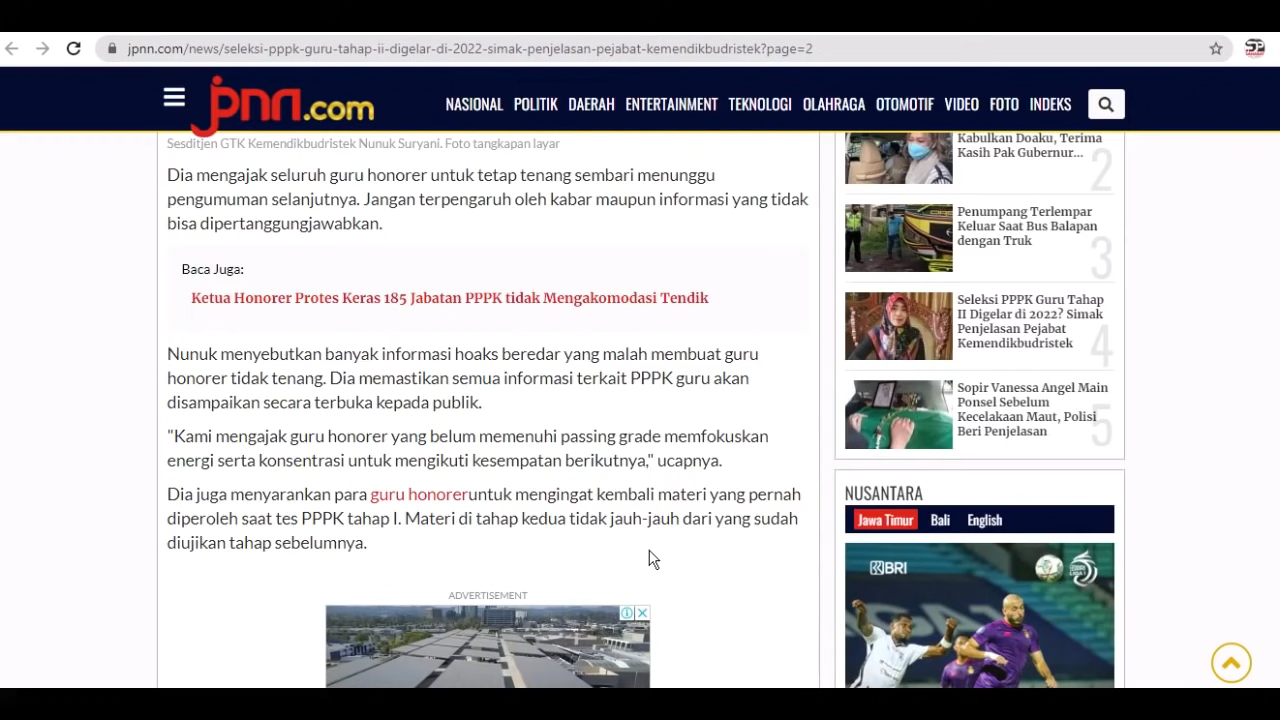 jpnn.com/news/seleksi-pppk-guru-tahap-ii-digelar-di-2022-simak-penjelasan-pejabat-kemendikbudristek?page=2
jpnn.com
NASIONAL POLITIK DAERAH ENTERTAINMENT TEKNOLOGI OLAHRAGA OTOMOTIF VIDEO FOTO INDEKS
Sesditjen GTK Kemendikbudristek Nunuk Suryani. Foto tangkapan layar
Dia mengajak seluruh guru honorer untuk tetap tenang sembari menunggu
pengumuman selanjutnya. Jangan terpengaruh oleh kabar maupun informasi yang tidak
bisa dipertanggungjawabkan.
Baca Juga:
Ketua Honorer Protes Keras 185 Jabatan PPPK tidak Mengakomodasi Tendik
Nunuk menyebutkan banyak informasi hoaks beredar yang malah membuat guru
honorer tidak tenang. Dia memastikan semua informasi terkait PPPK guru akan
disampaikan secara terbuka kepada publik.
"Kami mengajak guru honorer yang belum memenuhi passing grade memfokuskan
energi serta konsentrasi untuk mengikuti kesempatan berikutnya," ucapnya.
Dia juga menyarankan para guru honoreruntuk mengingat kembali materi yang pernah
diperoleh saat tes PPPK tahap I. Materi di tahap kedua tidak jauh-jauh dari yang sudah
diujikan tahap sebelumnya.
ADVERTISEMENT
Kabulkan Doaku, Terima
Kasih Pak Gubernur...
2
Penumpang Terlempar
Keluar Saat Bus Balapan
dengan Truk
3
Seleksi PPPK Guru Tahap
II Digelar di 2022? Simak
Penjelasan Pejabat
Kemendikbudristek
4
Sopir Vanessa Angel Main
Ponsel Sebelum
Kecelakaan Maut, Polisi
Beri Penjelasan
5
NUSANTARA
Jawa Timur Bali English
BRI